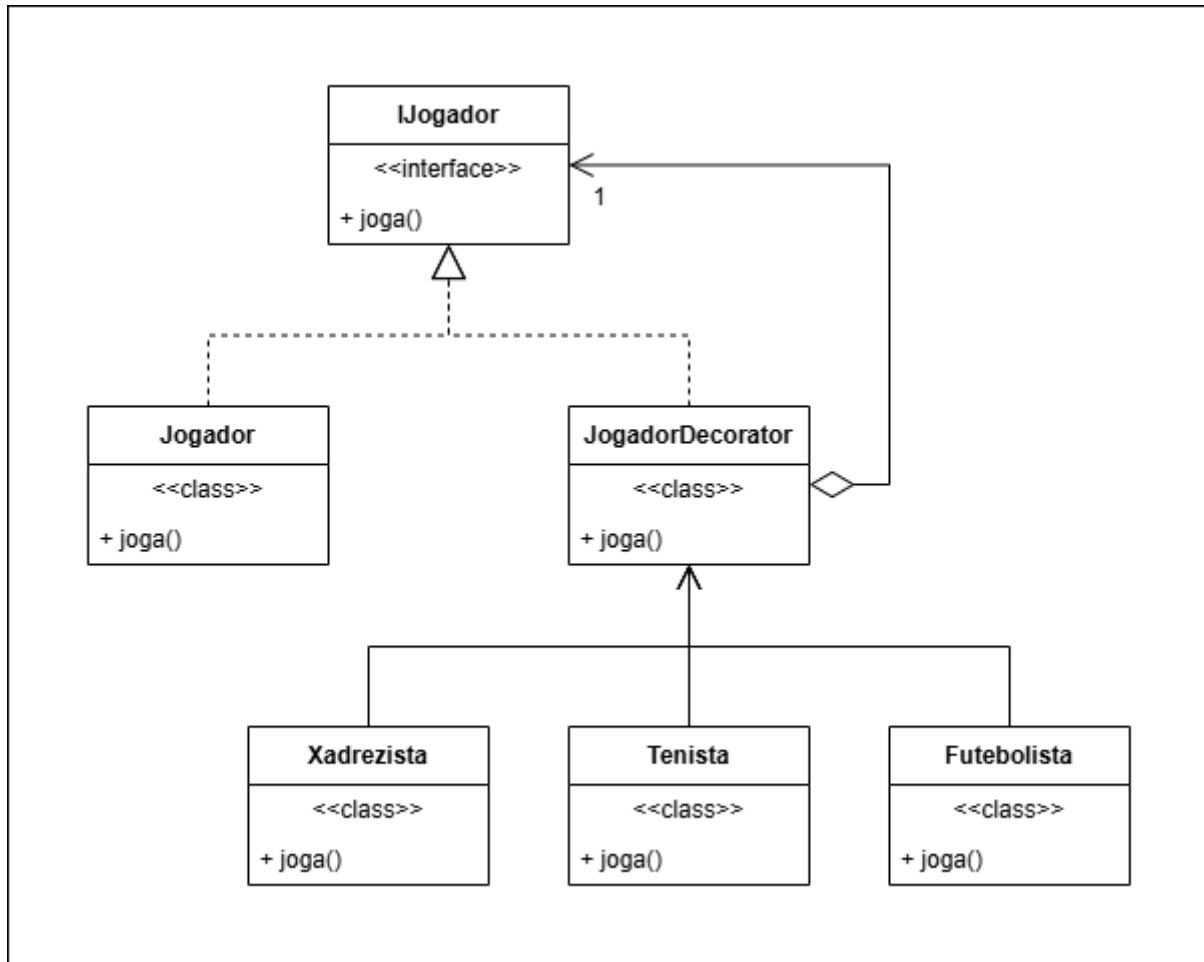 IJogador
<<interface>>
+ joga()
1
Jogador
<<class>>
+ joga()
JogadorDecorator
<<class>>
+ joga()
Xadrezista
<<class>>
+ joga()
Tenista
<<class>>
+ joga()
Futebolista
<<class>>
+ joga()